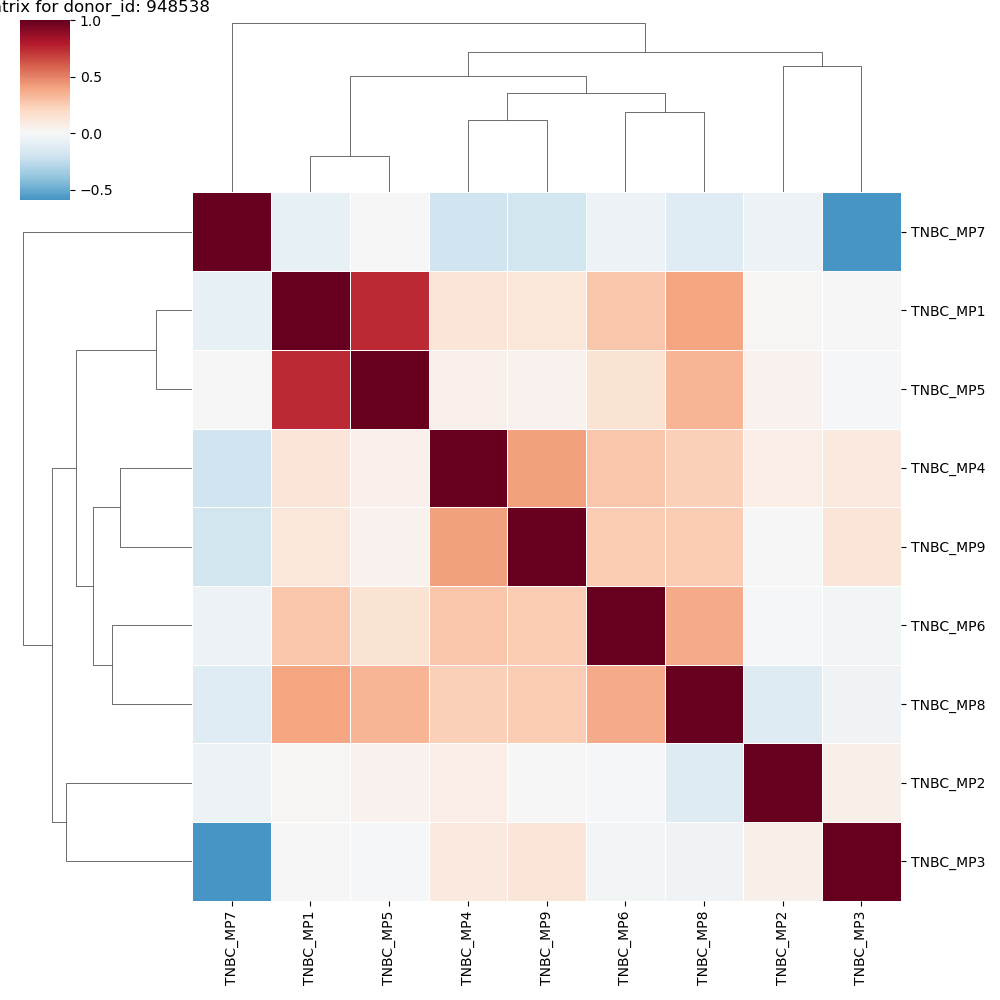 trix for donor_id: 948538
1.0
0.5
0.0
−0.5
TNBC_MP7
TNBC_MP1
TNBC_MP5
TNBC_MP4
TNBC_MP9
TNBC_MP6
TNBC_MP8
TNBC_MP2
TNBC_MP3
TNBC_MP7
TNBC_MP1
TNBC_MP5
TNBC_MP4
TNBC_MP9
TNBC_MP6
TNBC_MP8
TNBC_MP2
TNBC_MP3